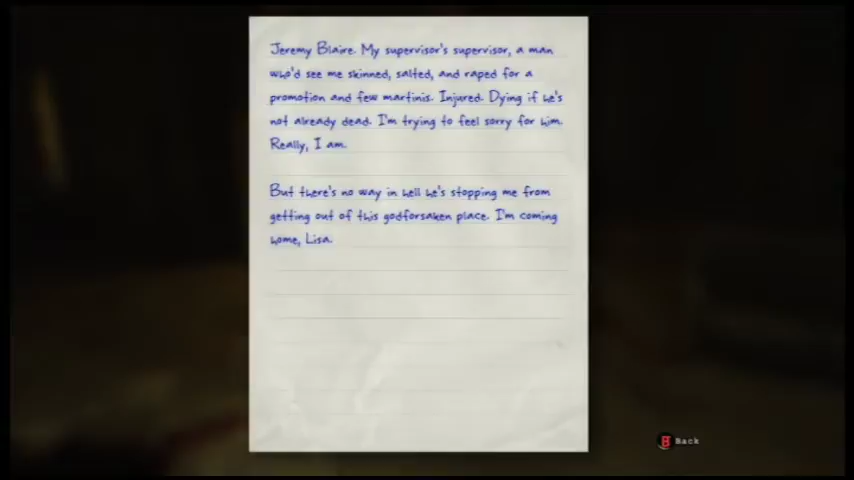 Jeremy Blaire. My supervisor's supervisor, a man
who'd see me skinned, salted, and raped for a
promotion and few martinis. Injured. Dying if he's
not already dead. I'm trying to feel sorry for him.
Really, I am.
But there's no way in hell he's stopping me from
getting out of this godforsaken place. I'm coming
home, Lisa.
B Back